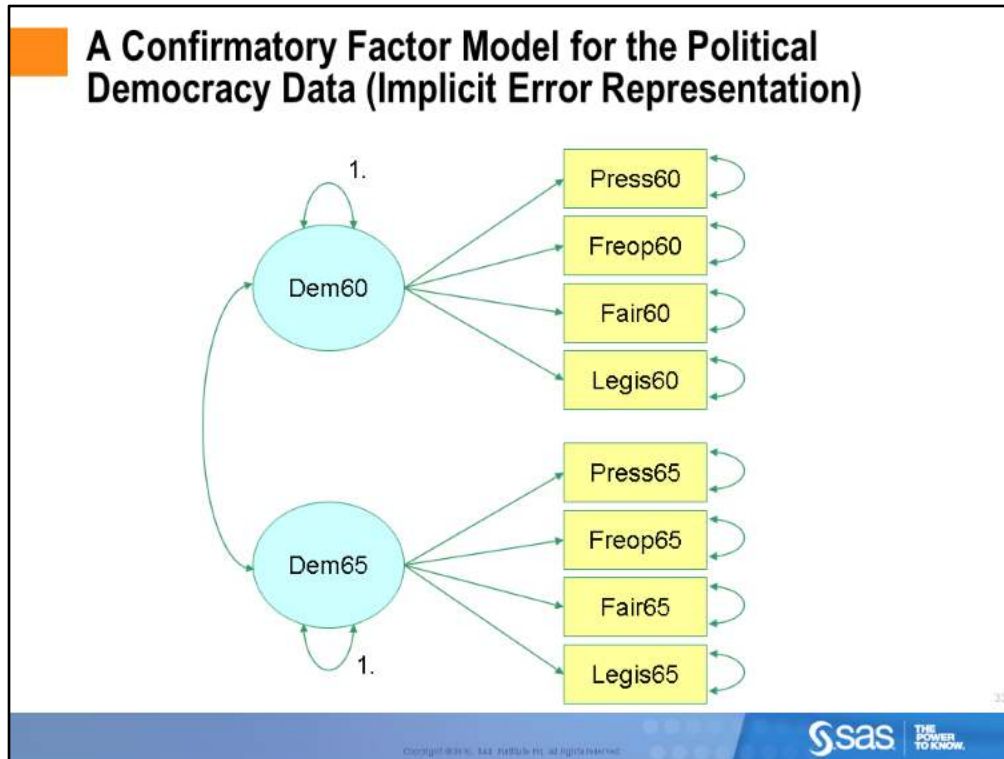 A Confirmatory Factor Model for the Political
Democracy Data (Implicit Error Representation)
1.
Press60
Freop60
Dem60
Fair60
Legis60
Press65
Freop65
Dem65
Fair65
1.
Legis65
sas
THE
POWER
TO KNOW.